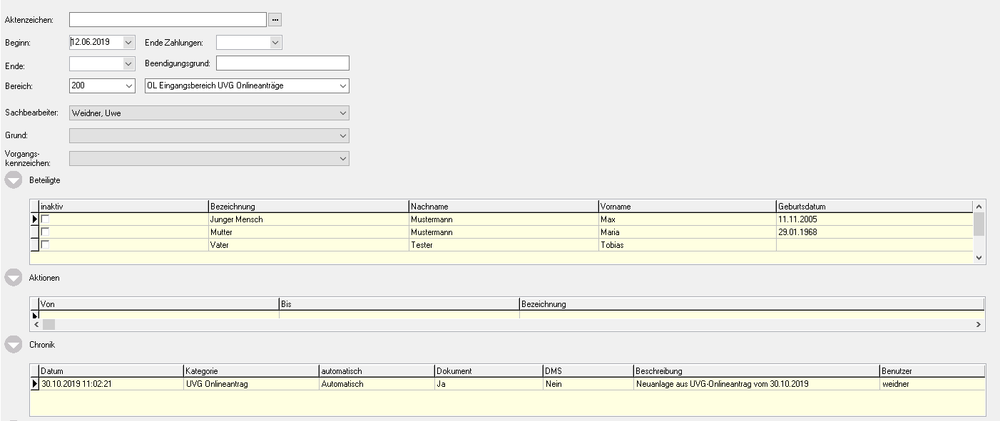 Aktenzeichen: ...
Beginn: 12.06.2019 Ende Zahlungen:
Ende: Beendigungsgrund:
Bereich: 200 OL Eingangsbereich UVG Onlineanträge
Sachbearbeiter: Weidner, Uwe
Grund:
Vorgangs-
kennzeichen:
Beteiligte
inaktiv Bezeichnung Nachname Vorname Geburtsdatum
Junger Mensch Mustermann Max 11.11.2005
Mutter Mustermann Maria 29.01.1968
Vater Tester Tobias
Aktionen
Von Bis Bezeichnung
Chronik
Datum Kategorie automatisch Dokument DMS Beschreibung Benutzer
30.10.2019 11:02:21 UVG Onlineantrag Automatisch Ja Nein Neuanlage aus UVG-Onlineantrag vom 30.10.2019 weidner